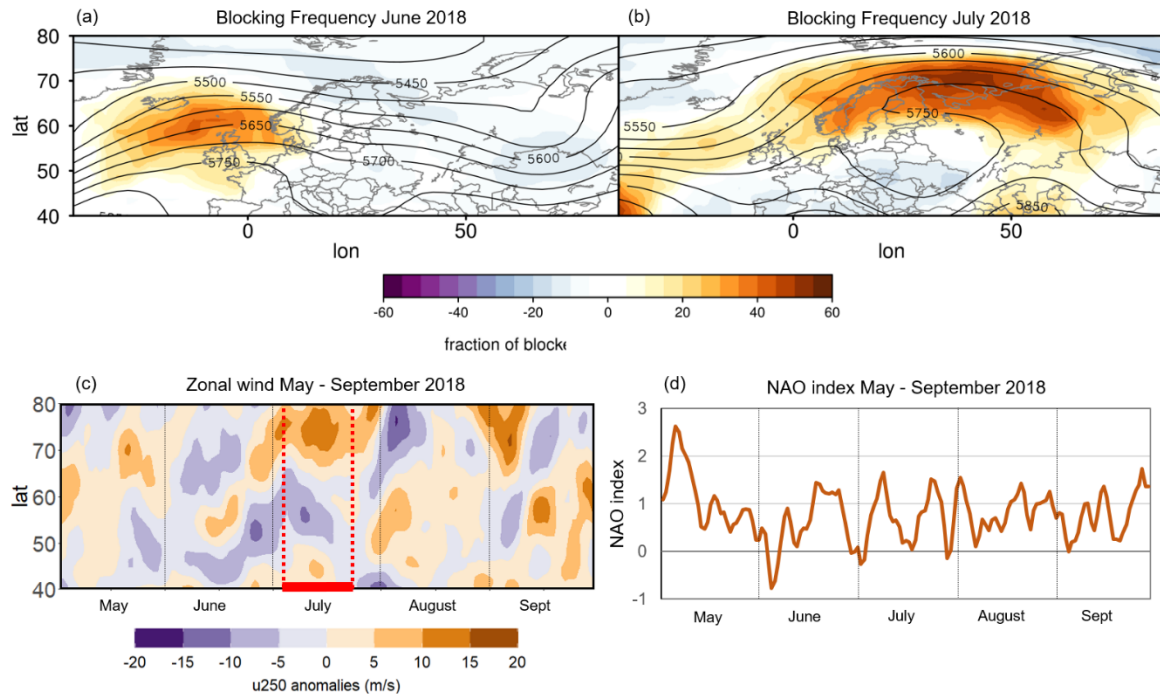 (a) Blocking Frequency June 2018
80
70
60
50
40
lat
5500
5550
5650
5750
5450
5700
5600
0
50
lon
(b) Blocking Frequency July 2018
5600
5550
5750
5850
0
50
lon
-60 -40 -20 0 20 40 60
fraction of blocke
(c) Zonal wind May - September 2018
80
70
60
50
40
lat
May June July August Sept
-20 -15 -10 -5 0 5 10 15 20
u250 anomalies (m/s)
(d) NAO index May - September 2018
3
2
1
0
-1
NAO index
May June July August Sept